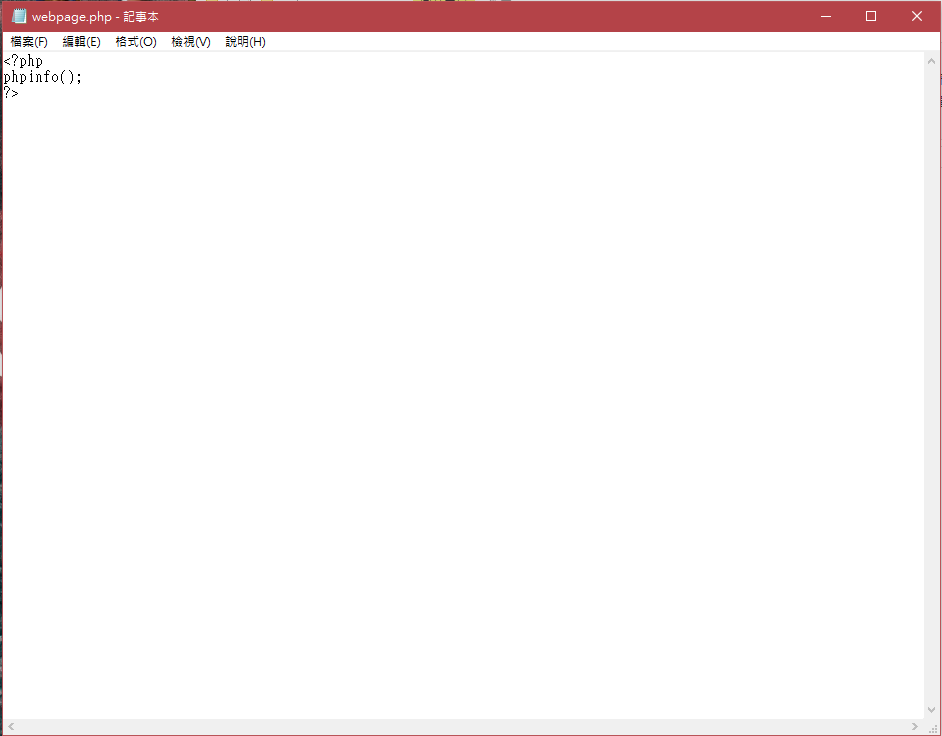 webpage.php - 記事本
檔案(F) 編輯(E) 格式(O) 檢視(V) 說明(H)
<?php
phpinfo();
?>